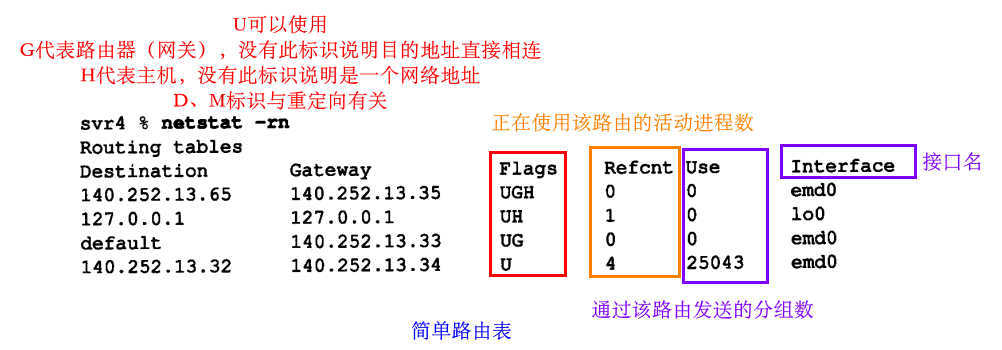 U可以使用
G代表路由器（网关），没有此标识说明目的地址直接相连
H代表主机，没有此标识说明是一个网络地址
D、M标识与重定向有关
svr4 % netstat -rn
正在使用该路由的活动进程数
Routing tables
Destination Gateway Flags Refcnt Use Interface 接口名
140.252.13.65 140.252.13.35 UGH 0 0 emd0
127.0.0.1 127.0.0.1 UH 1 0 lo0
default 140.252.13.33 UG 0 0 emd0
140.252.13.32 140.252.13.34 U 4 25043 emd0
通过该路由发送的分组数
简单路由表